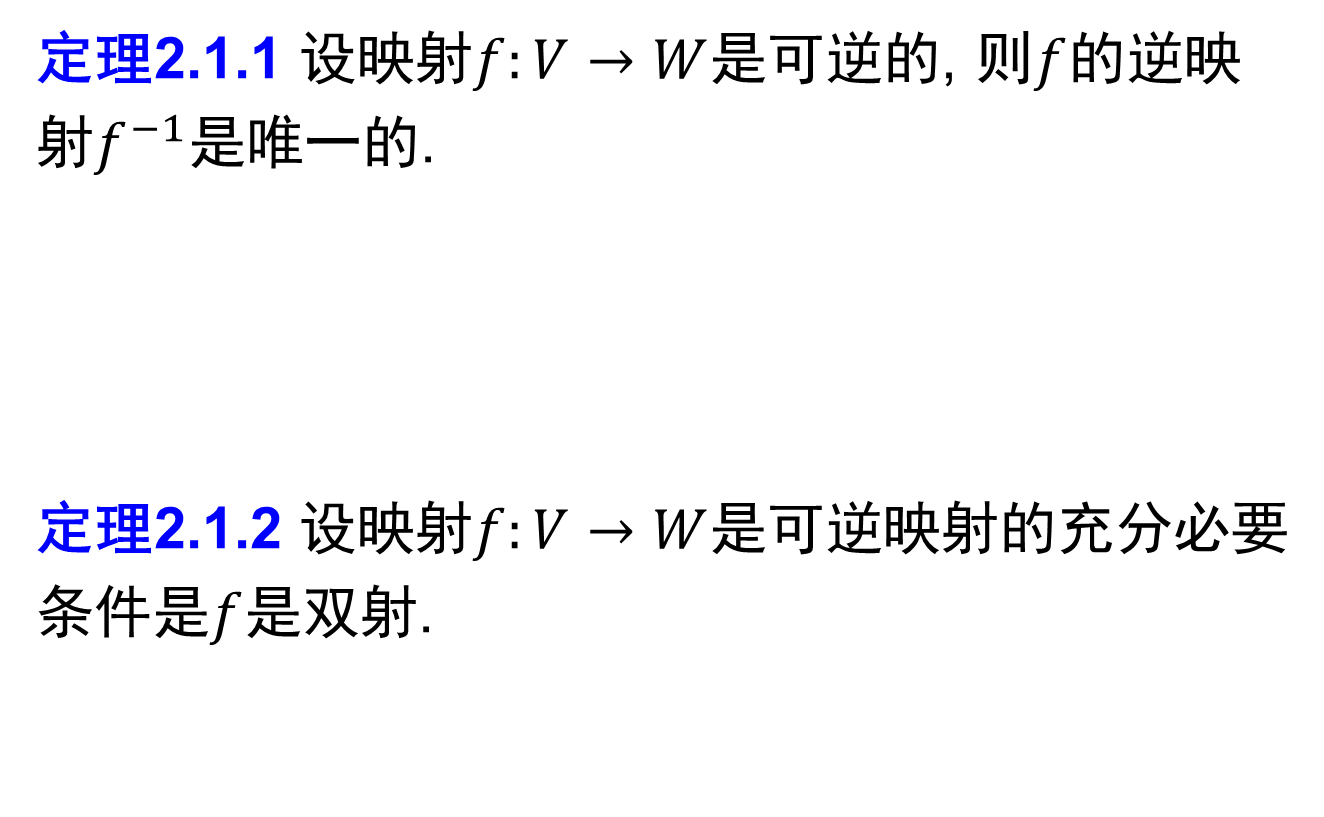 定理2.1.1 设映射f:V → W是可逆的, 则f的逆映
射f⁻¹是唯一的.
定理2.1.2 设映射f:V → W是可逆映射的充分必要
条件是f是双射.